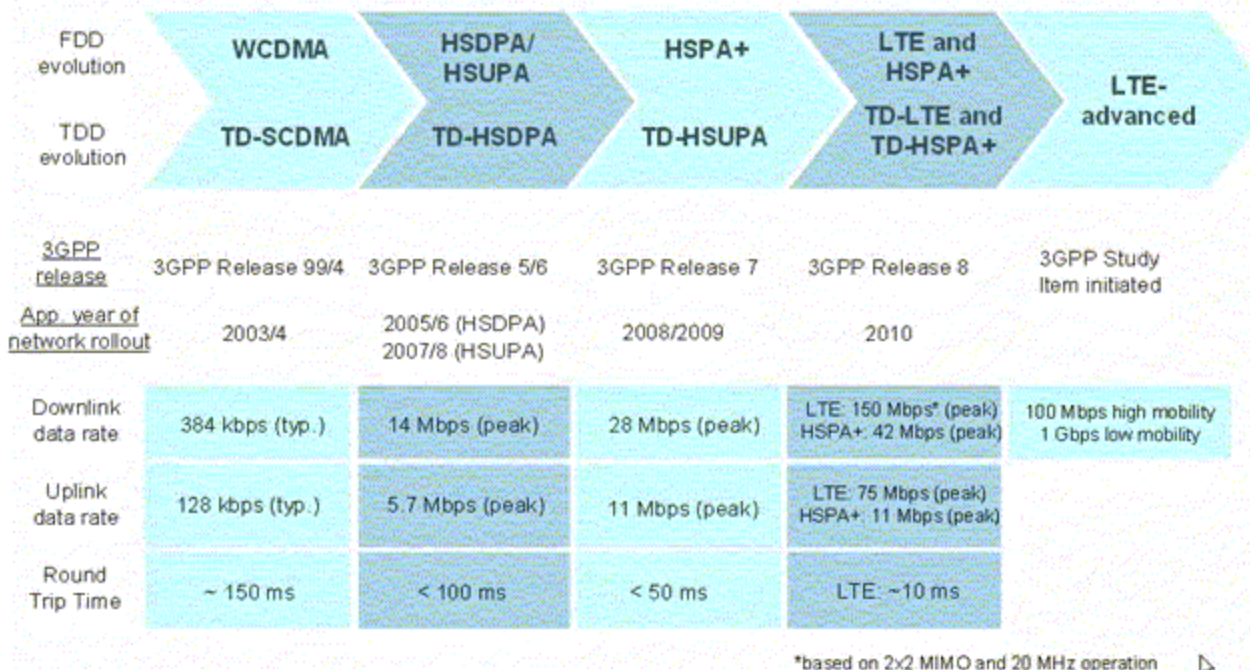 FDD
evolution
WCDMA
HSDPA/
HSUPA
HSPA+
LTE and
HSPA+
LTE-
advanced
TDD
evolution
TD-SCDMA
TD-HSDPA
TD-HSUPA
TD-LTE and
TD-HSPA+
3GPP
release
3GPP Release 99/4
3GPP Release 5/6
3GPP Release 7
3GPP Release 8
3GPP Study
Item initiated
App. year of
network rollout
2003/4
2005/6 (HSDPA)
2007/8 (HSUPA)
2008/2009
2010
Downlink
data rate
384 kbps (typ.)
14 Mbps (peak)
28 Mbps (peak)
LTE: 150 Mbps* (peak)
HSPA+: 42 Mbps (peak)
100 Mbps high mobility
1 Gbps low mobility
Uplink
data rate
128 kbps (typ.)
5.7 Mbps (peak)
11 Mbps (peak)
LTE: 75 Mbps (peak)
HSPA+: 11 Mbps (peak)
Round
Trip Time
~ 150 ms
< 100 ms
< 50 ms
LTE: ~10 ms
*based on 2x2 MIMO and 20 MHz operation